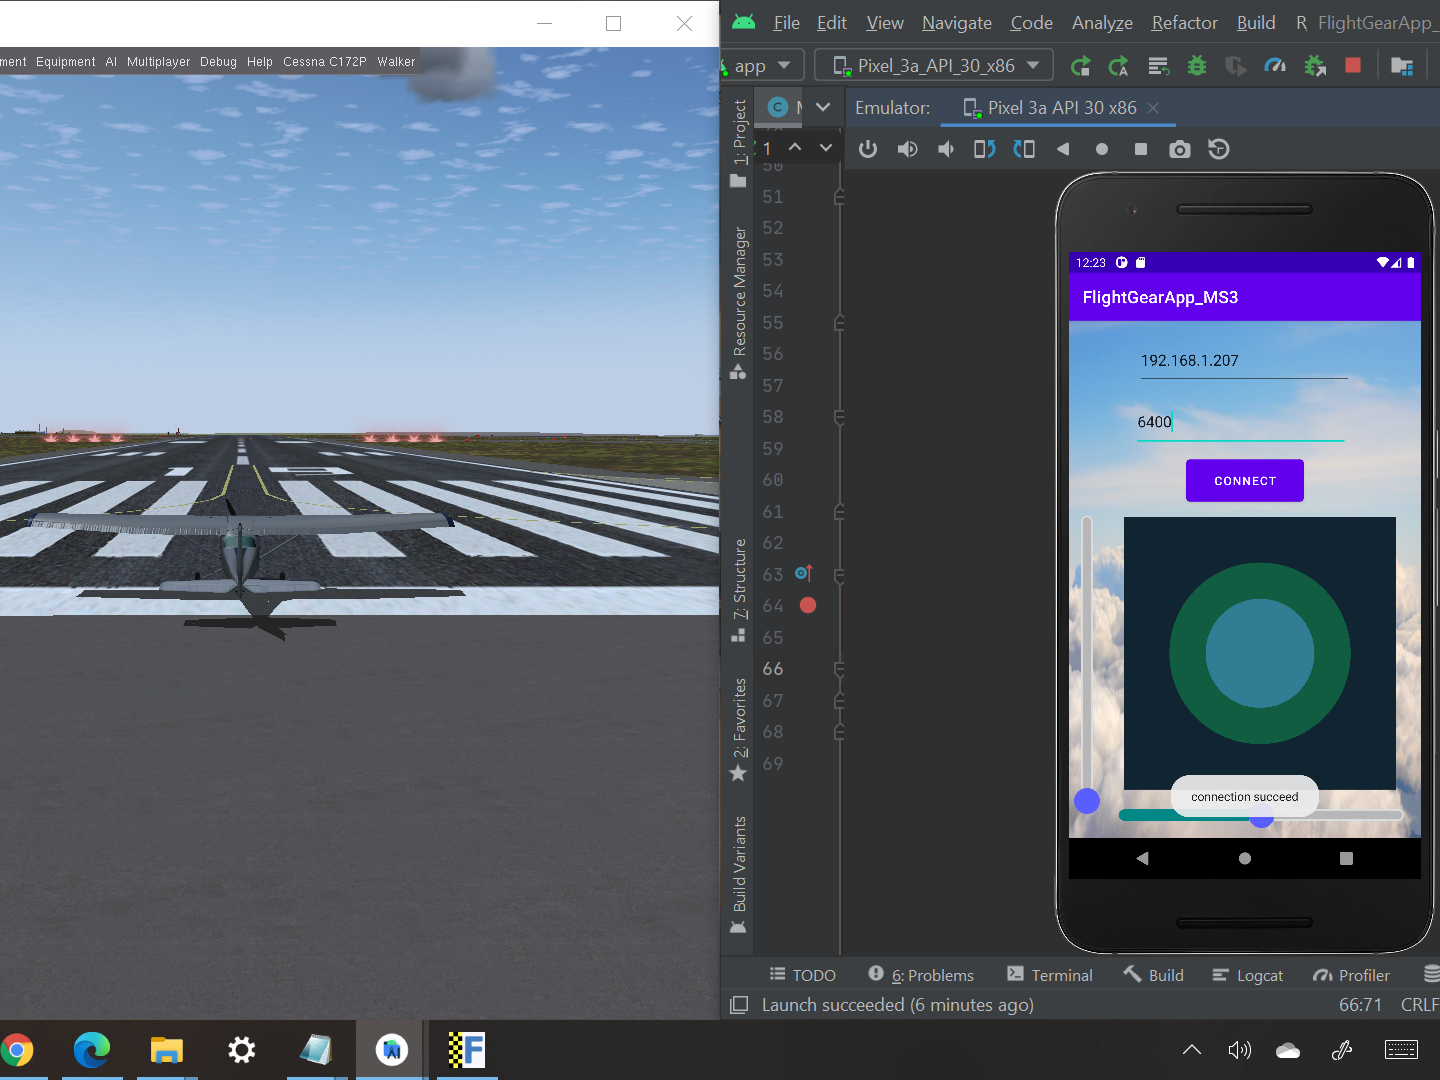 ment Equipment AI Multiplayer Debug Help Cessna C172P Walker
19
File Edit View Navigate Code Analyze Refactor Build R FlightGearApp_
app Pixel_3a_API_30_x86
C Emulator: Pixel 3a API 30 x86
1
50
51
52
53
54
55
56
57
58
59
60
61
62
63
64
65
66
67
68
69
1: Project
Resource Manager
7: Structure
2: Favorites
Build Variants
12:23
FlightGearApp_MS3
192.168.1.207
6400
CONNECT
connection succeed
TODO 6: Problems Terminal Build Logcat Profiler
Launch succeeded (6 minutes ago) 66:71 CRLF